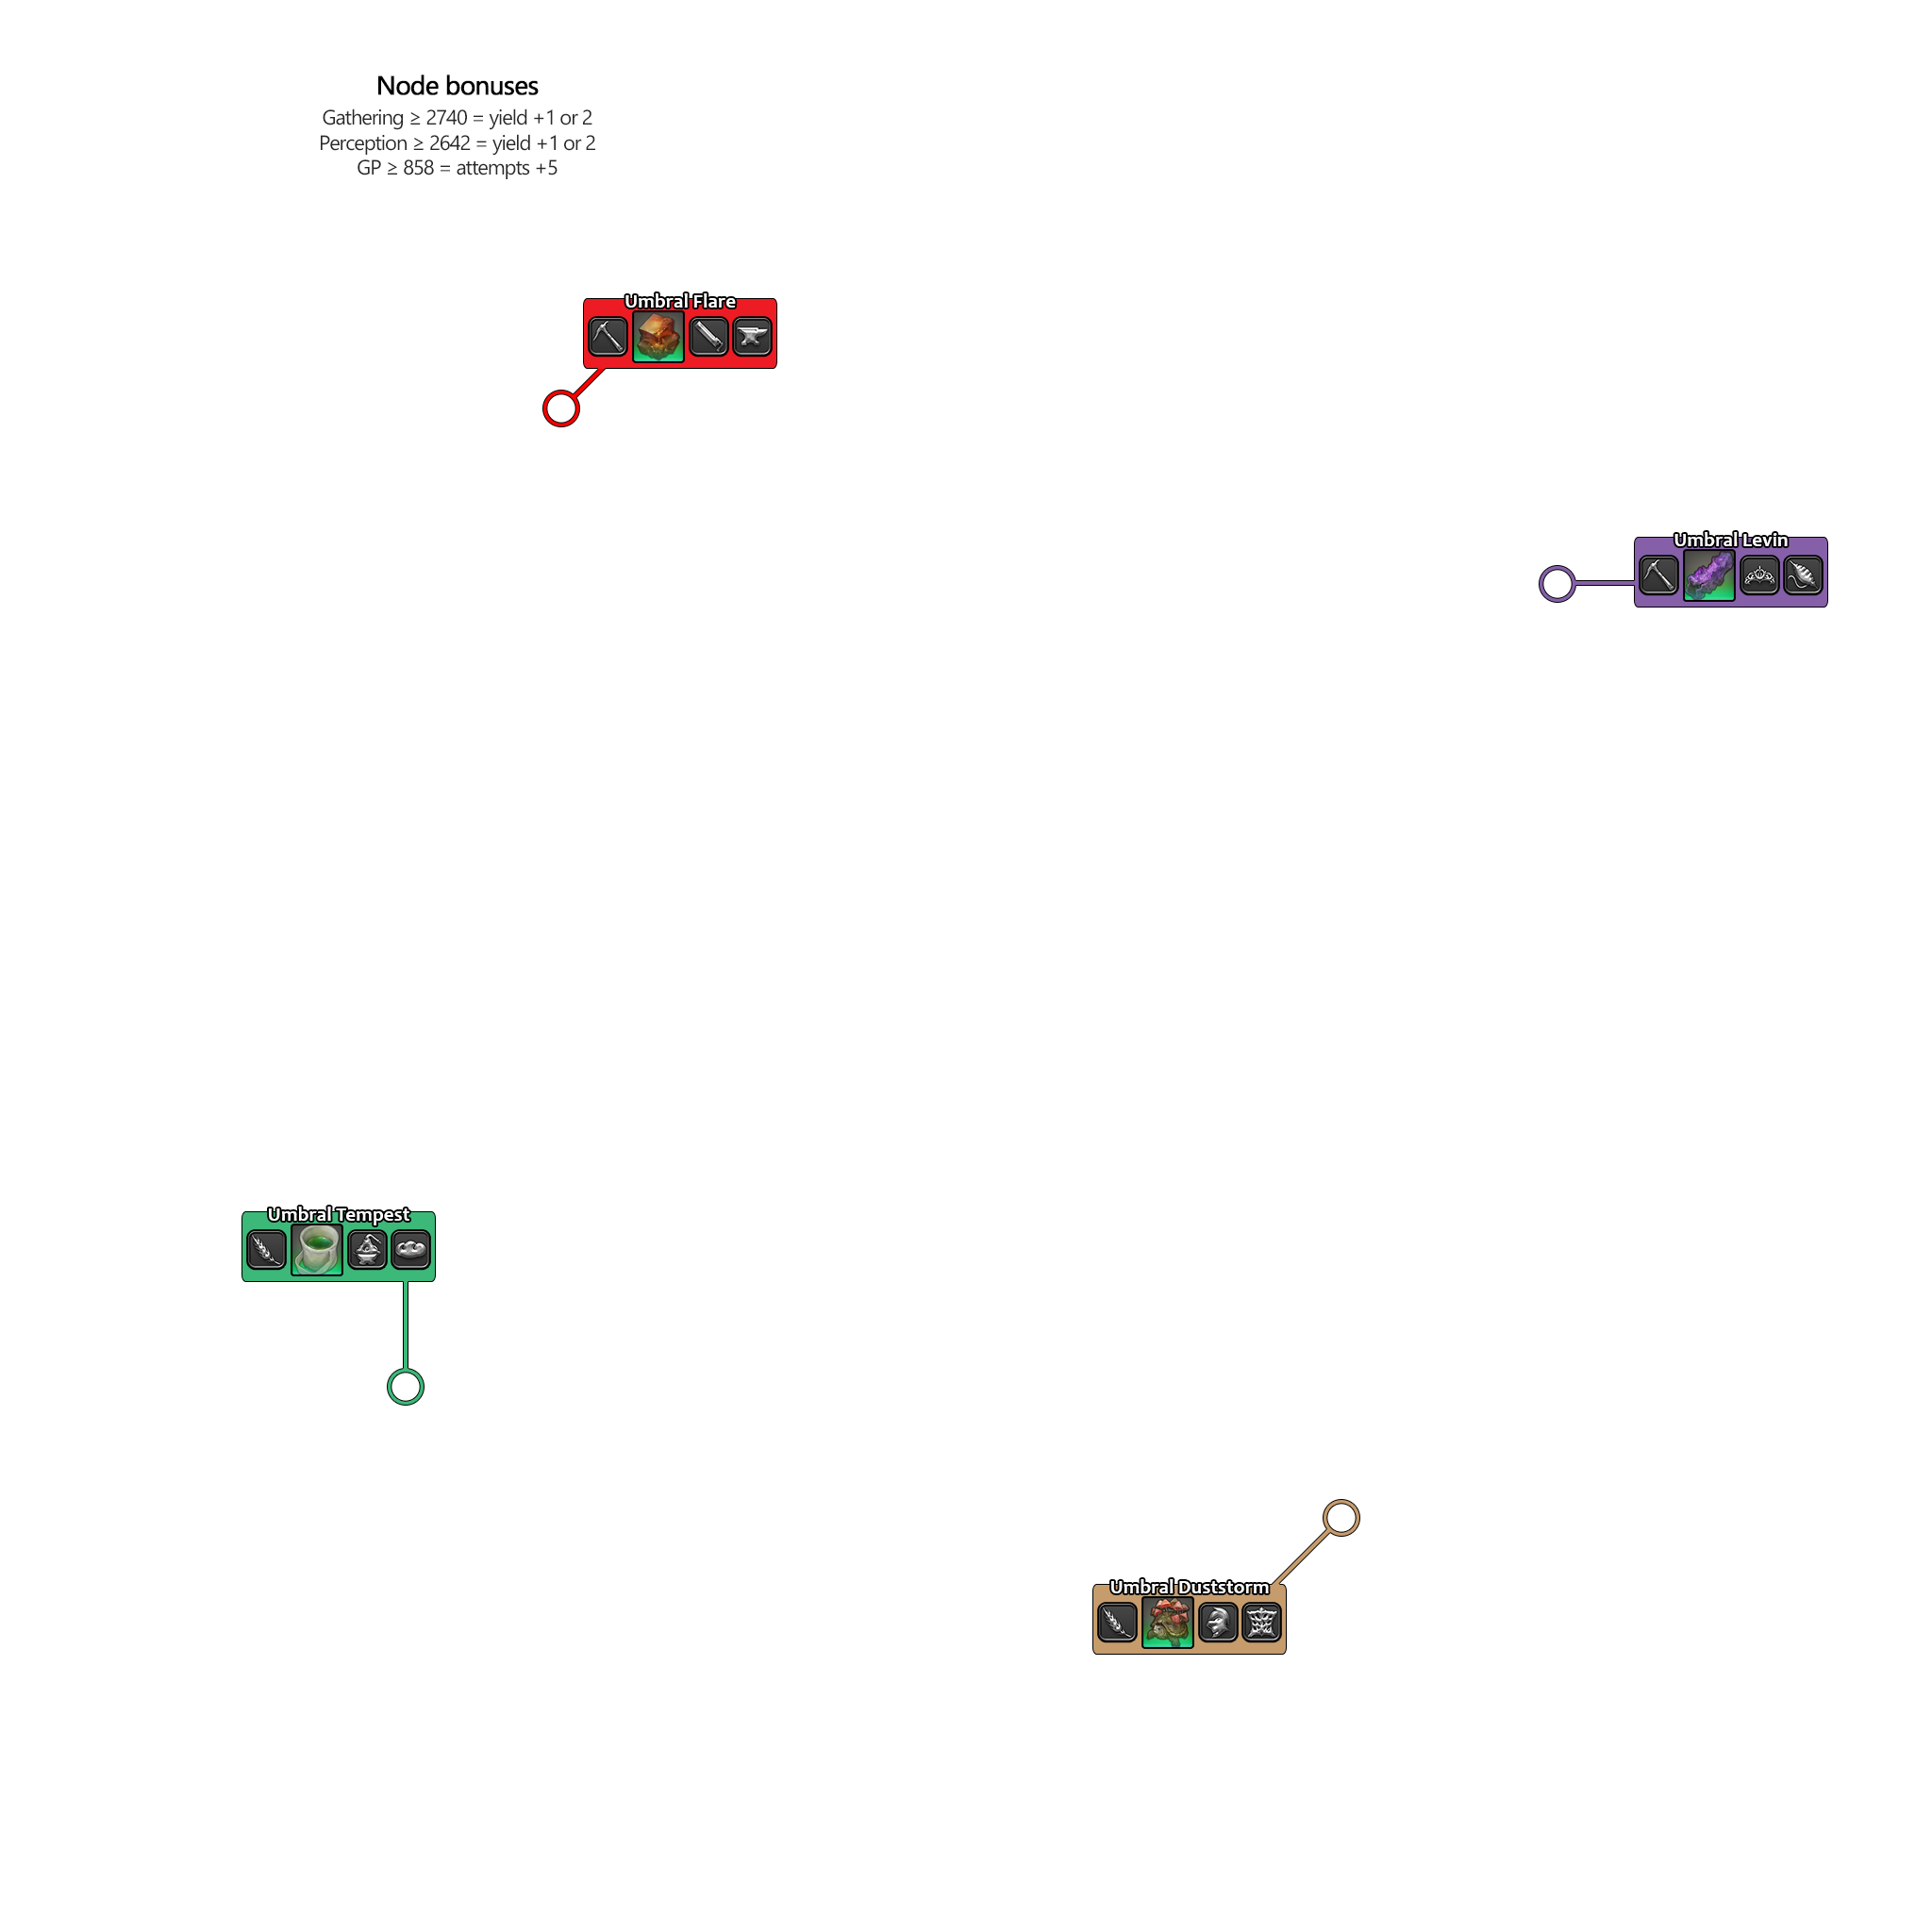 Node bonuses
Gathering ≥ 2740 = yield +1 or 2
Perception ≥ 2642 = yield +1 or 2
GP ≥ 858 = attempts +5
Umbral Flare
Umbral Levin
Umbral Tempest
Umbral Duststorm